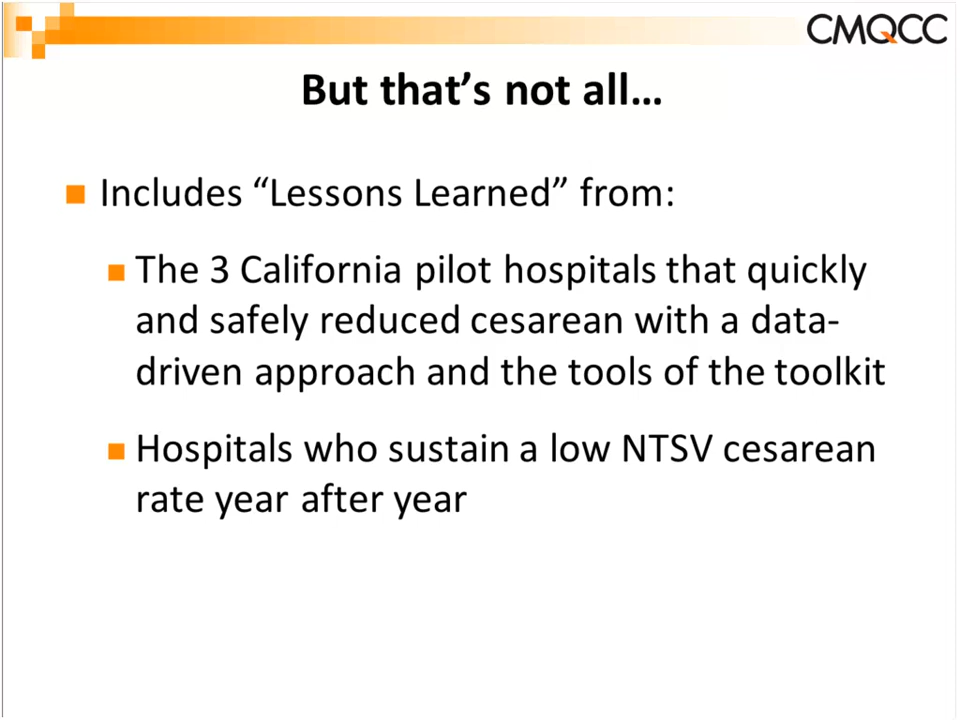 CMQCC
But that’s not all…
Includes “Lessons Learned” from:
The 3 California pilot hospitals that quickly
and safely reduced cesarean with a data-
driven approach and the tools of the toolkit
Hospitals who sustain a low NTSV cesarean
rate year after year